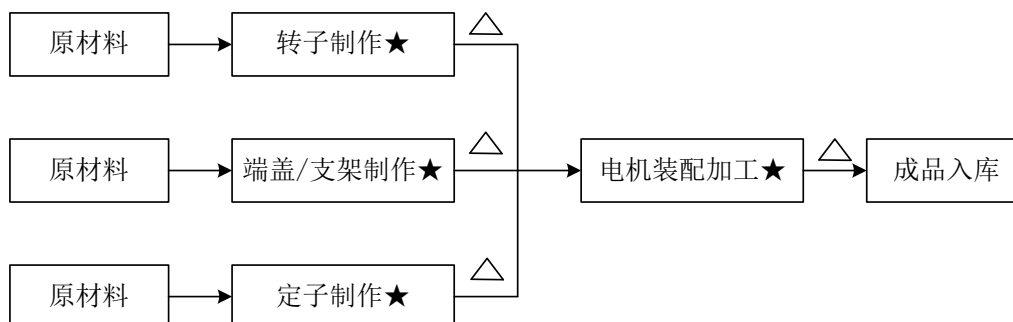 原材料
转子制作★
△
原材料
端盖/支架制作★
△
电机装配加工★
△
成品入库
原材料
定子制作★
△